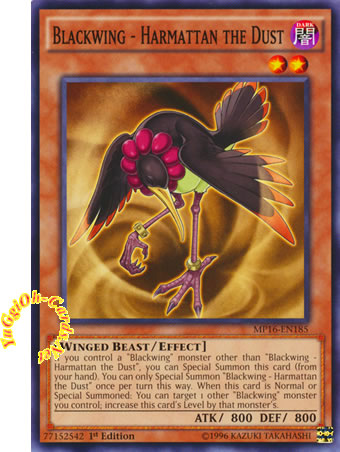 BLACKWING - HARMATTAN THE DUST
DARK
闇
MP16-EN185
[WINGED BEAST/EFFECT]
If you control a "Blackwing" monster other than "Blackwing -
Harmattan the Dust", you can Special Summon this card (from
your hand). You can only Special Summon "Blackwing - Harmattan
the Dust" once per turn this way. When this card is Normal or
Special Summoned: You can target 1 other "Blackwing" monster
you control; increase this card's Level by that monster's.
ATK/ 800 DEF/ 800
77152542 1st Edition ©1996 KAZUKI TAKAHASHI